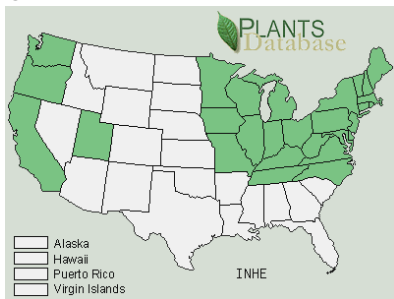 PLANTS
Database
Alaska
Hawaii
Puerto Rico
Virgin Islands
INHE